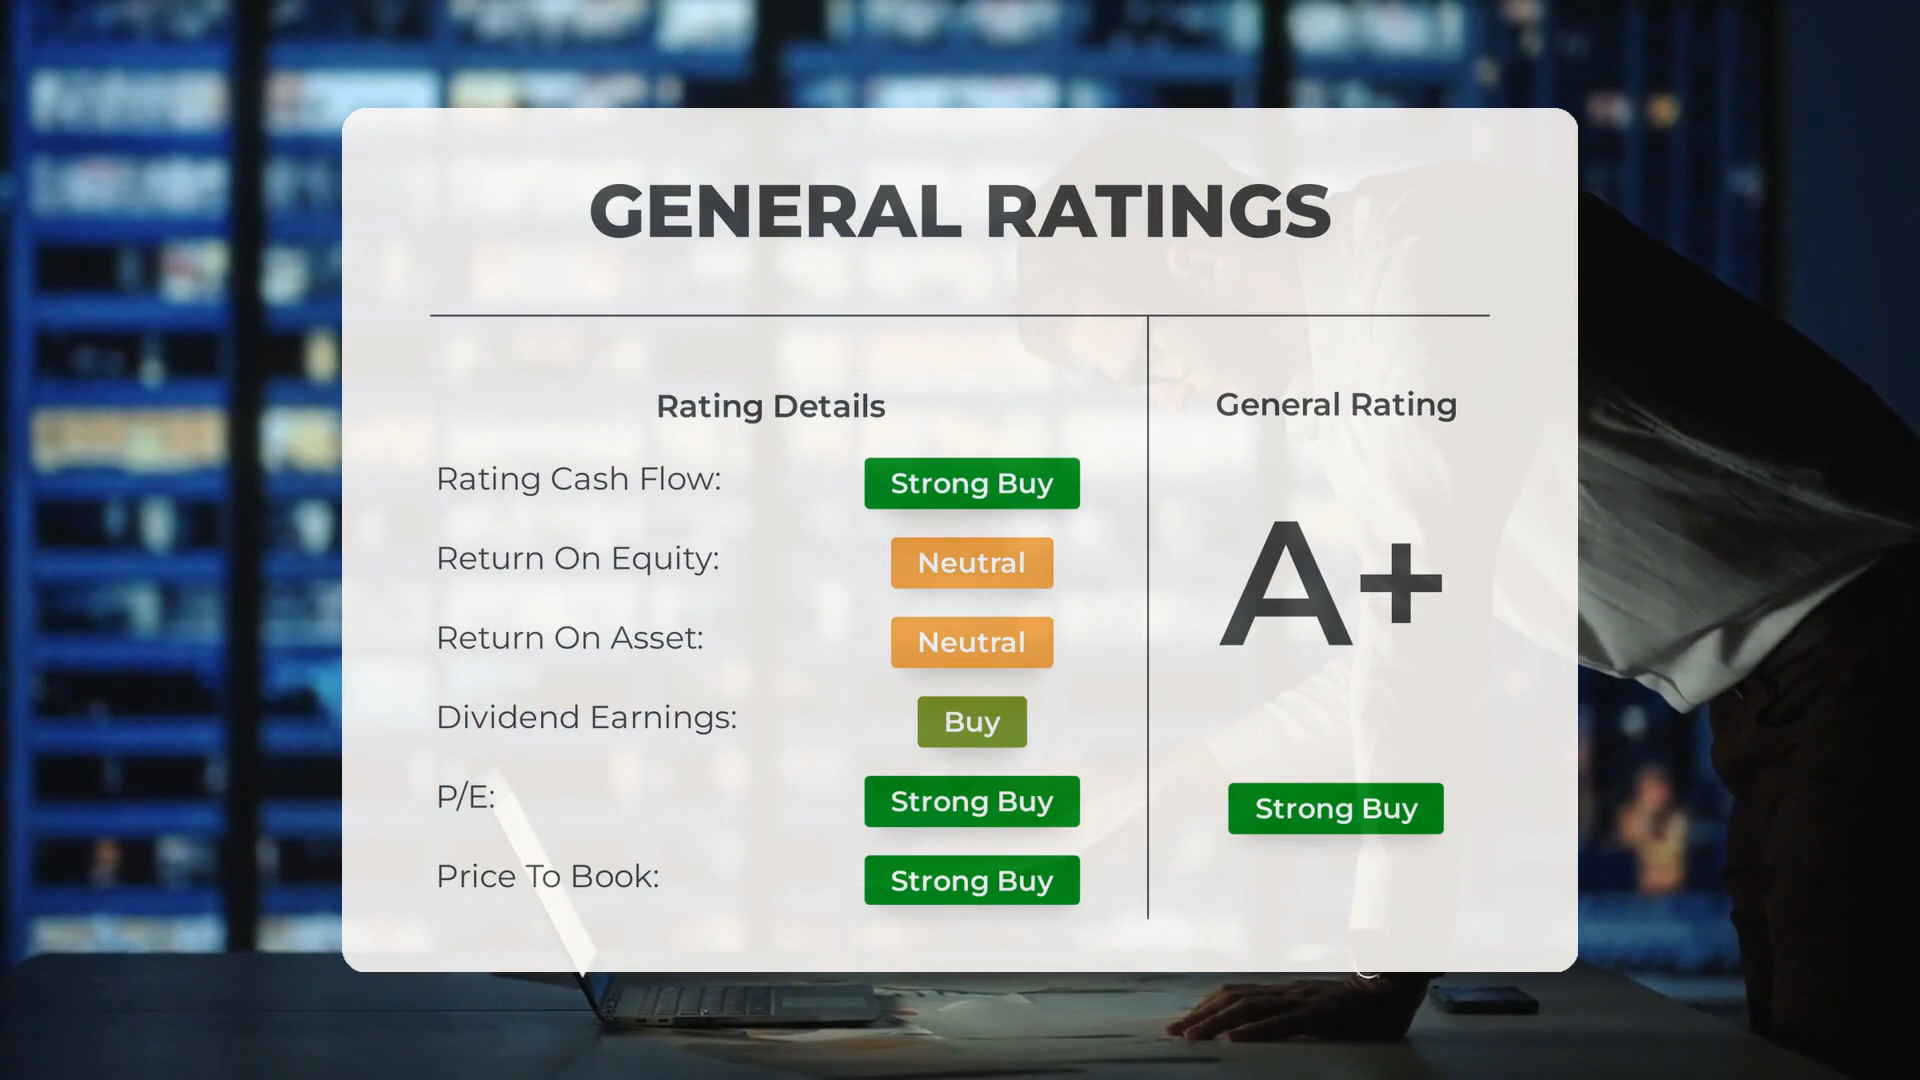 GENERAL RATINGS
Rating Details
Rating Cash Flow: Strong Buy
Return On Equity: Neutral
Return On Asset: Neutral
Dividend Earnings: Buy
P/E: Strong Buy
Price To Book: Strong Buy
General Rating
A+
Strong Buy